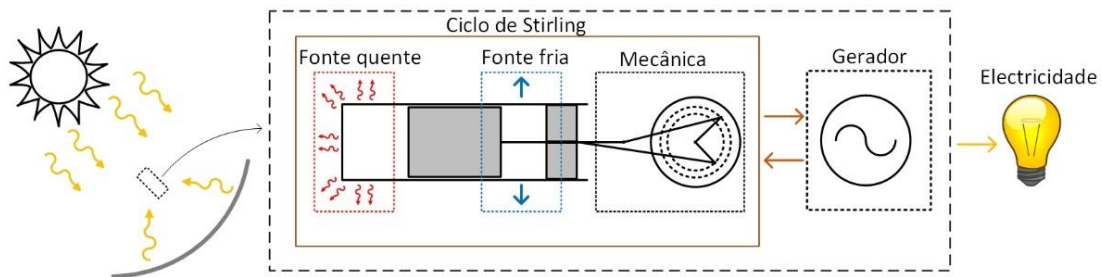 Ciclo de Stirling
Fonte quente
Fonte fria
Mecânica
Gerador
Electricidade